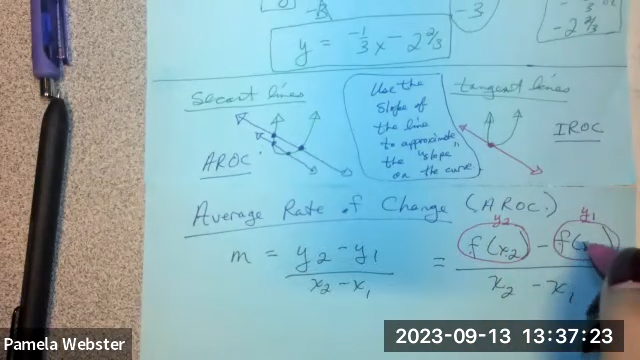 -3
-2 2/3
y = -1/3 x - 2 2/3
Secant lines
AROC
Use the
slope of
the line
to approximate
the "slope"
on the curve
tangent lines
IROC
Average Rate of Change (AROC)
y2 y1
m = y2 - y1 / x2 - x1 = f(x2) - f(x / x2 - x1
Pamela Webster
2023-09-13 13:37:23